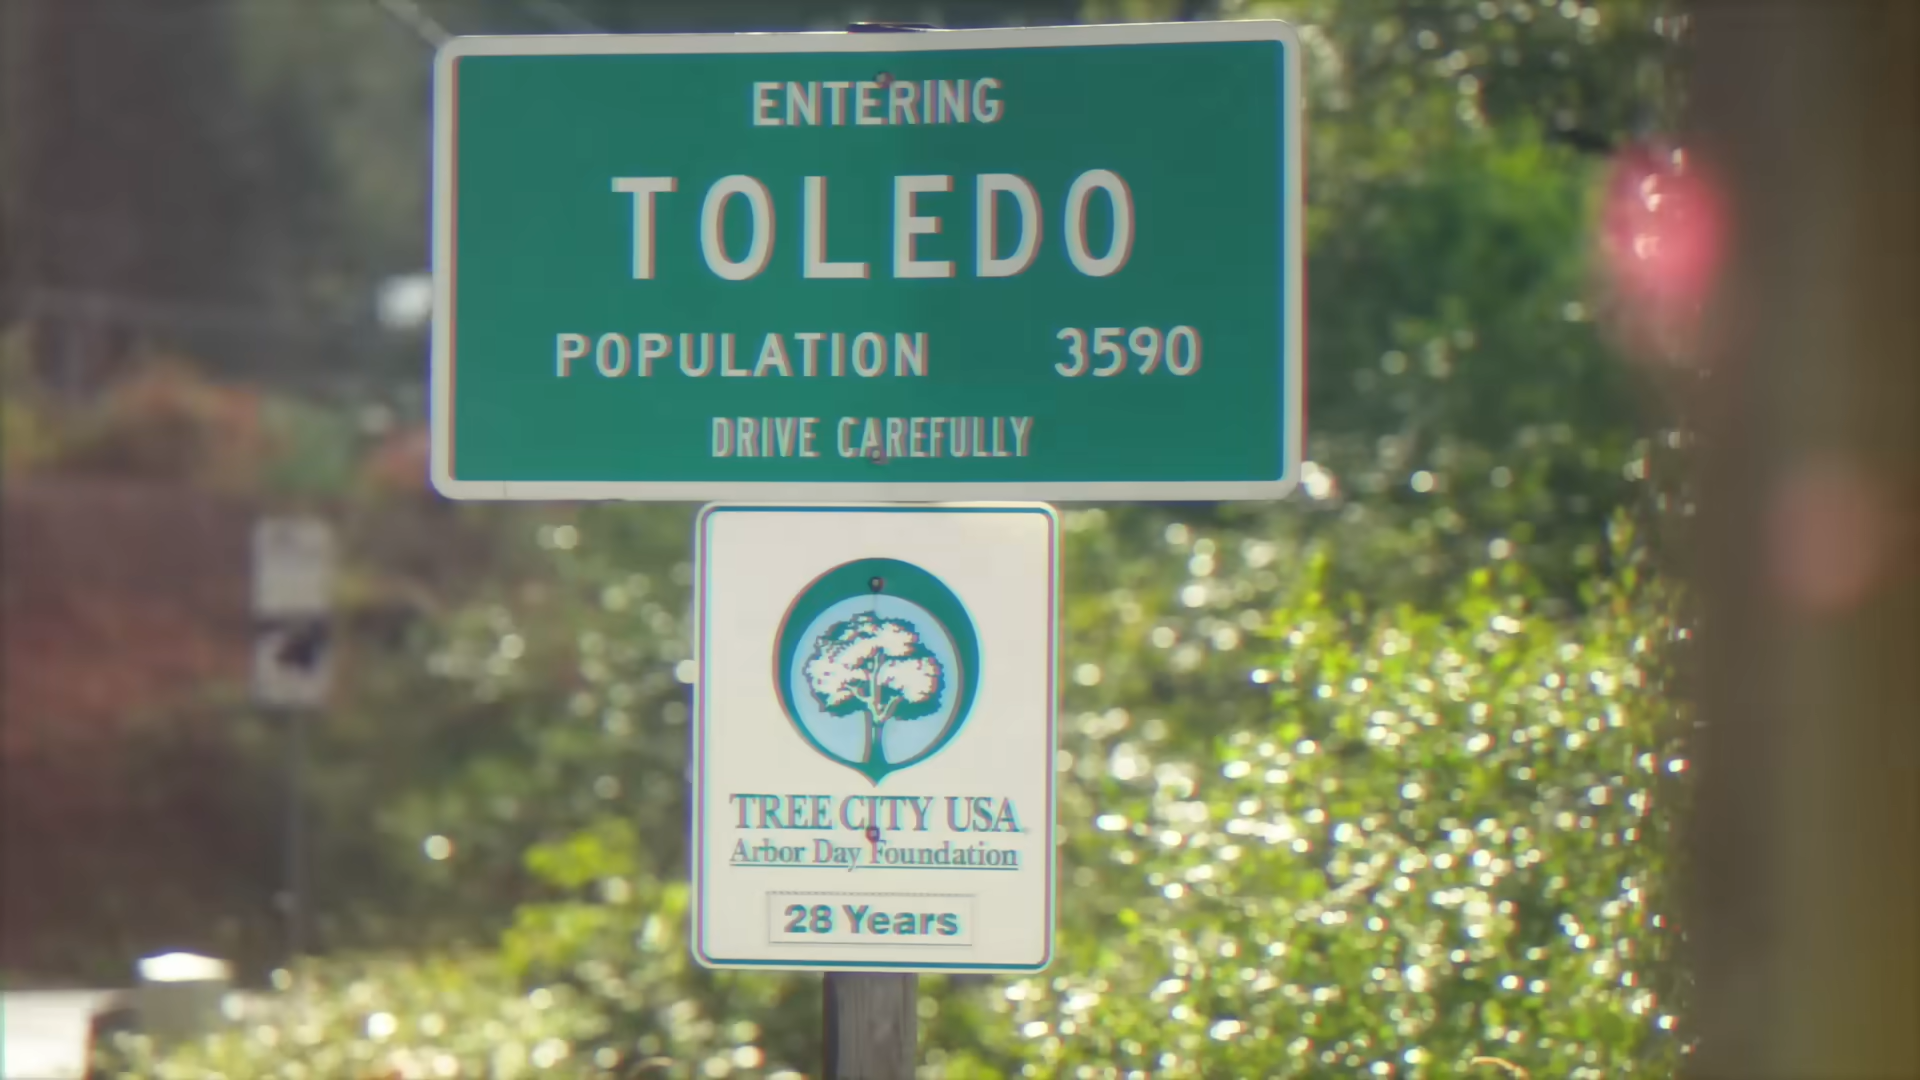 ENTERING
TOLEDO
POPULATION 3590
DRIVE CAREFULLY
TREE CITY USA
Arbor Day Foundation
28 Years